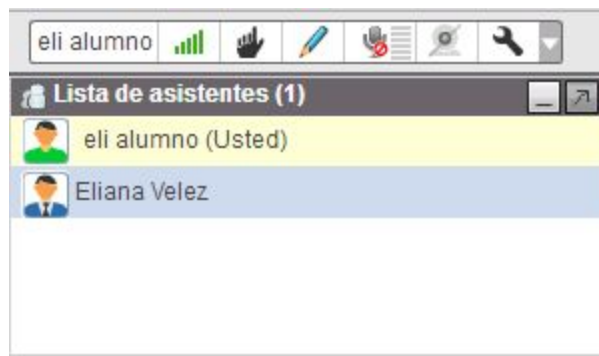 eli alumno
Lista de asistentes (1)
eli alumno (Usted)
Eliana Velez